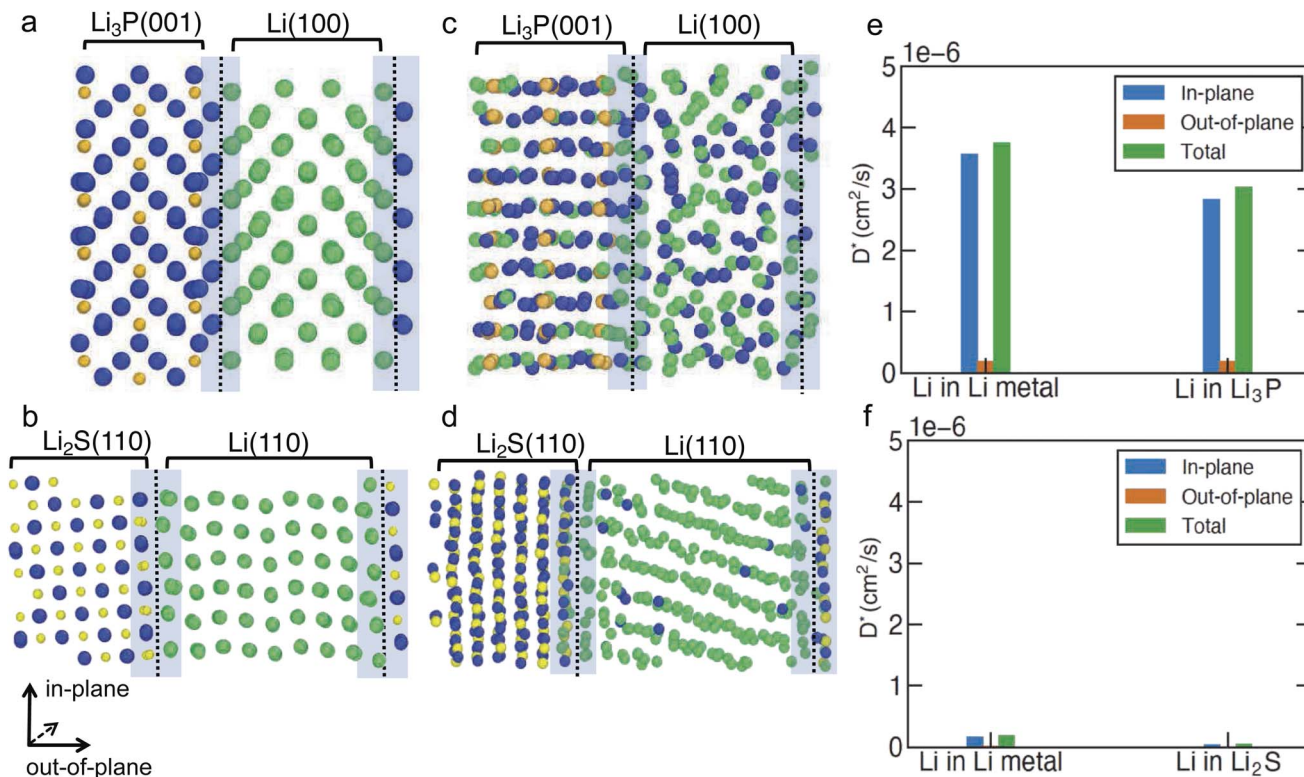 a
Li₃P(001)
Li(100)
b
Li₂S(110)
Li(110)
in-plane
out-of-plane
c
Li₃P(001)
Li(100)
d
Li₂S(110)
Li(110)
e
1e−6
5
4
3
2
1
0
D* (cm²/s)
In-plane
Out-of-plane
Total
Li in Li metal
Li in Li₃P
f
1e−6
5
4
3
2
1
0
D* (cm²/s)
In-plane
Out-of-plane
Total
Li in Li metal
Li in Li₂S